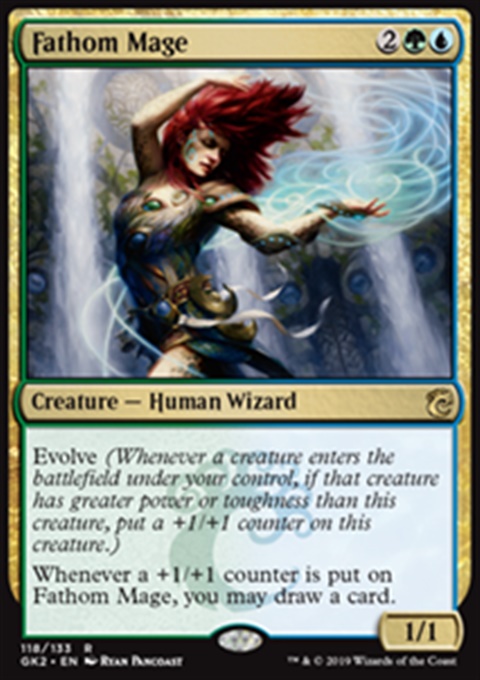 Fathom Mage 2
Creature — Human Wizard
Evolve (Whenever a creature enters the
battlefield under your control, if that creature
has greater power or toughness than this
creature, put a +1/+1 counter on this
creature.)
Whenever a +1/+1 counter is put on
Fathom Mage, you may draw a card.
1/1
118/133 R
GK2 • EN Ryan Pancoast
™ & © 2019 Wizards of the Coast